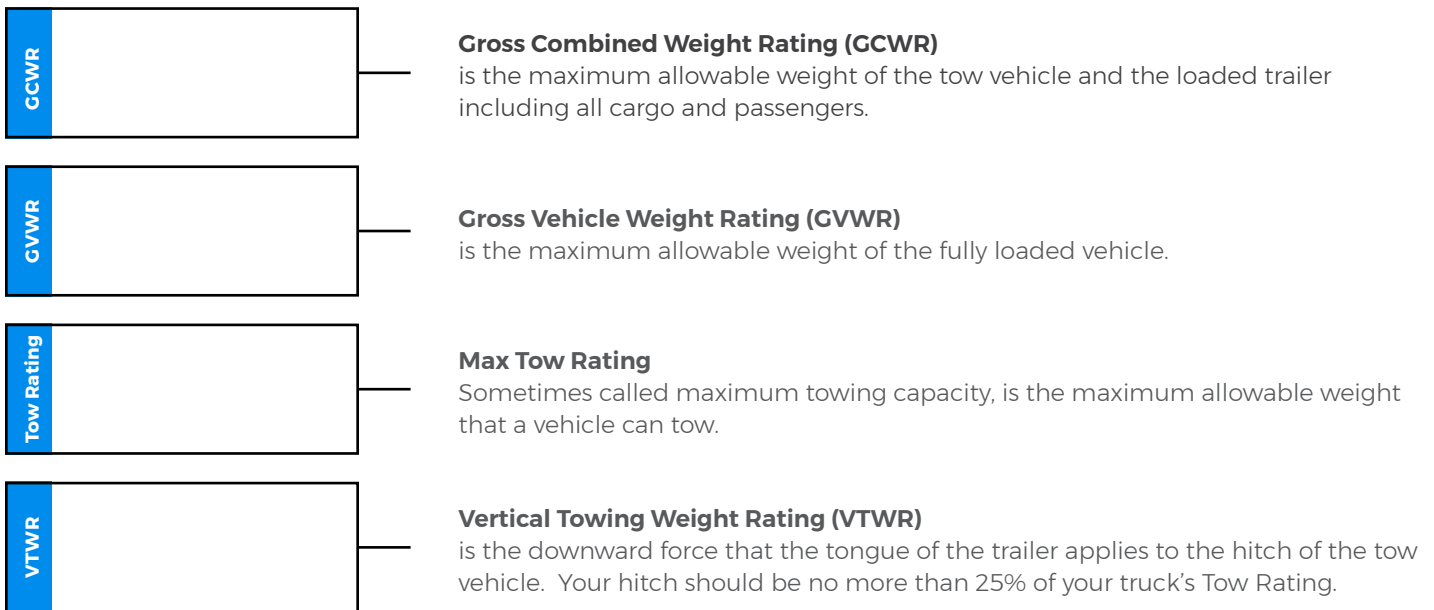 GCWR
Gross Combined Weight Rating (GCWR)
is the maximum allowable weight of the tow vehicle and the loaded trailer
including all cargo and passengers.
GVWR
Gross Vehicle Weight Rating (GVWR)
is the maximum allowable weight of the fully loaded vehicle.
Tow Rating
Max Tow Rating
Sometimes called maximum towing capacity, is the maximum allowable weight
that a vehicle can tow.
VTWR
Vertical Towing Weight Rating (VTWR)
is the downward force that the tongue of the trailer applies to the hitch of the tow
vehicle.  Your hitch should be no more than 25% of your truck's Tow Rating.